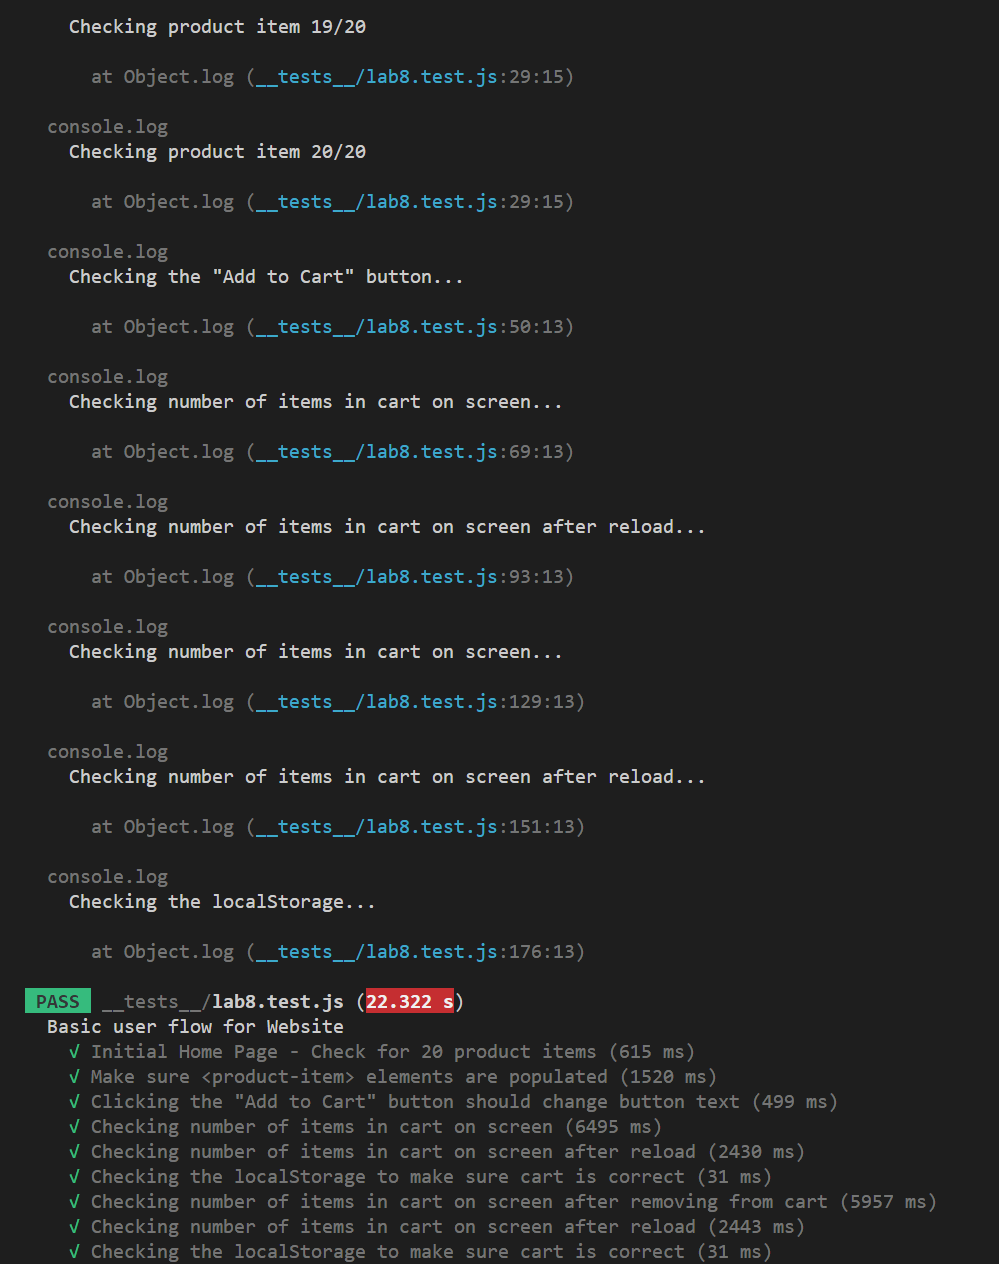 Checking product item 19/20
at Object.log (__tests__/lab8.test.js:29:15)
console.log
Checking product item 20/20
at Object.log (__tests__/lab8.test.js:29:15)
console.log
Checking the "Add to Cart" button...
at Object.log (__tests__/lab8.test.js:50:13)
console.log
Checking number of items in cart on screen...
at Object.log (__tests__/lab8.test.js:69:13)
console.log
Checking number of items in cart on screen after reload...
at Object.log (__tests__/lab8.test.js:93:13)
console.log
Checking number of items in cart on screen...
at Object.log (__tests__/lab8.test.js:129:13)
console.log
Checking number of items in cart on screen after reload...
at Object.log (__tests__/lab8.test.js:151:13)
console.log
Checking the localStorage...
at Object.log (__tests__/lab8.test.js:176:13)
PASS __tests__/lab8.test.js (22.322 s)
Basic user flow for Website
√ Initial Home Page - Check for 20 product items (615 ms)
√ Make sure <product-item> elements are populated (1520 ms)
√ Clicking the "Add to Cart" button should change button text (499 ms)
√ Checking number of items in cart on screen (6495 ms)
√ Checking number of items in cart on screen after reload (2430 ms)
√ Checking the localStorage to make sure cart is correct (31 ms)
√ Checking number of items in cart on screen after removing from cart (5957 ms)
√ Checking number of items in cart on screen after reload (2443 ms)
√ Checking the localStorage to make sure cart is correct (31 ms)